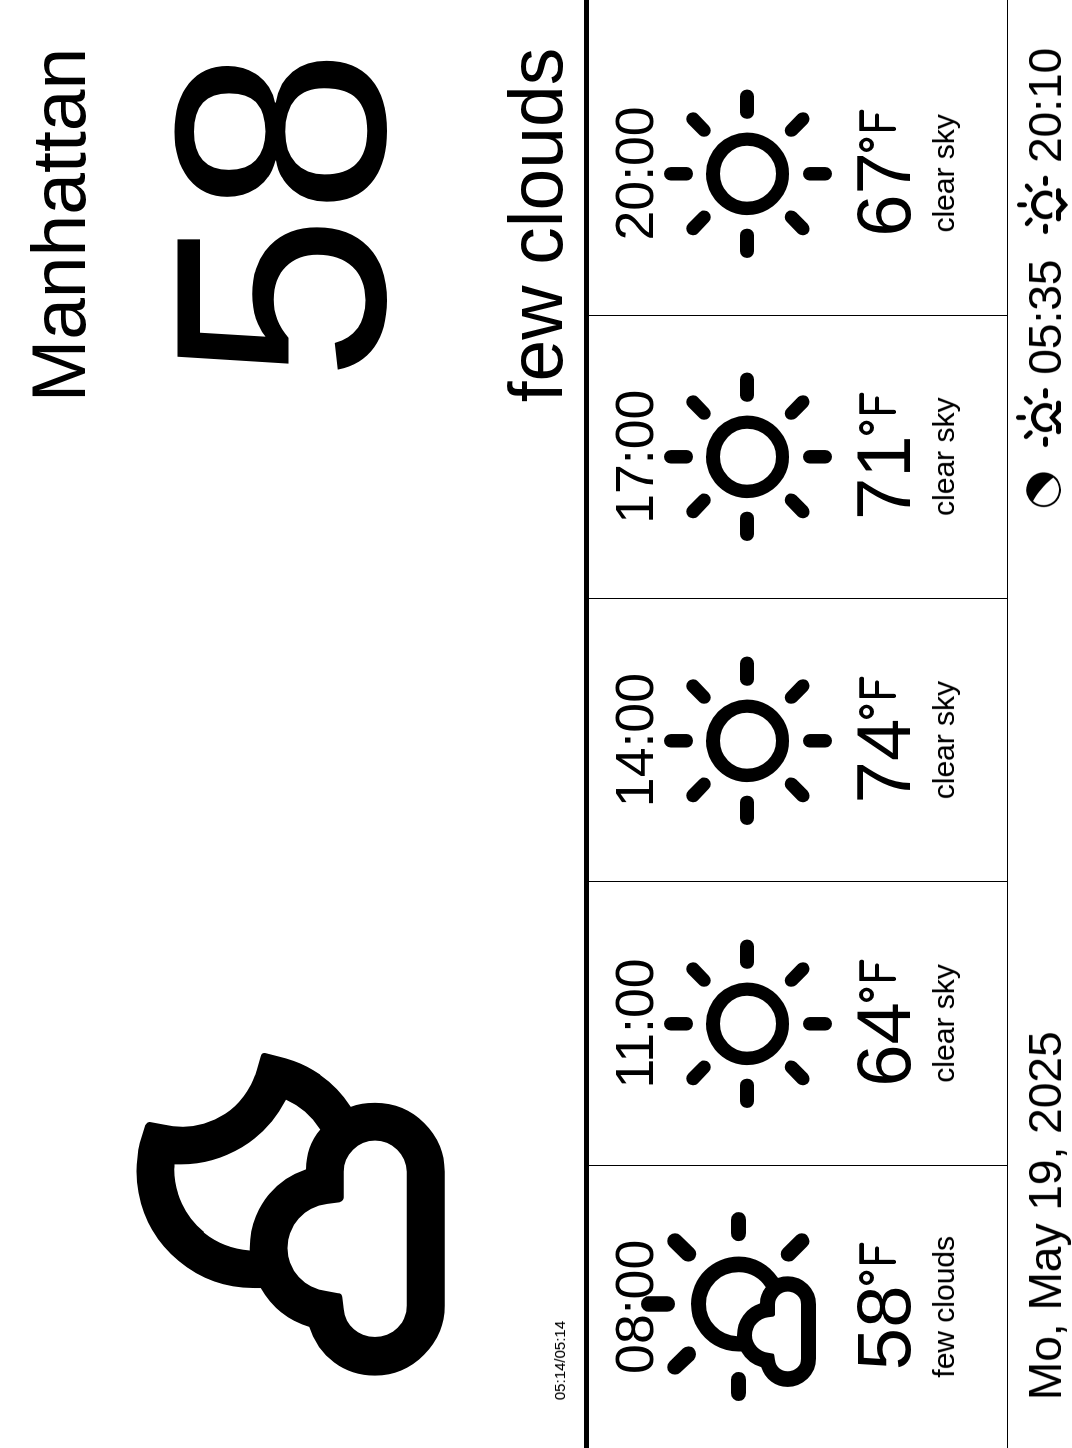 Manhattan
58
few clouds
05:14/05:14
08:00 11:00 14:00 17:00 20:00
58°F 64°F 74°F 71°F 67°F
few clouds clear sky clear sky clear sky clear sky
Mo, May 19, 2025 05:35 20:10